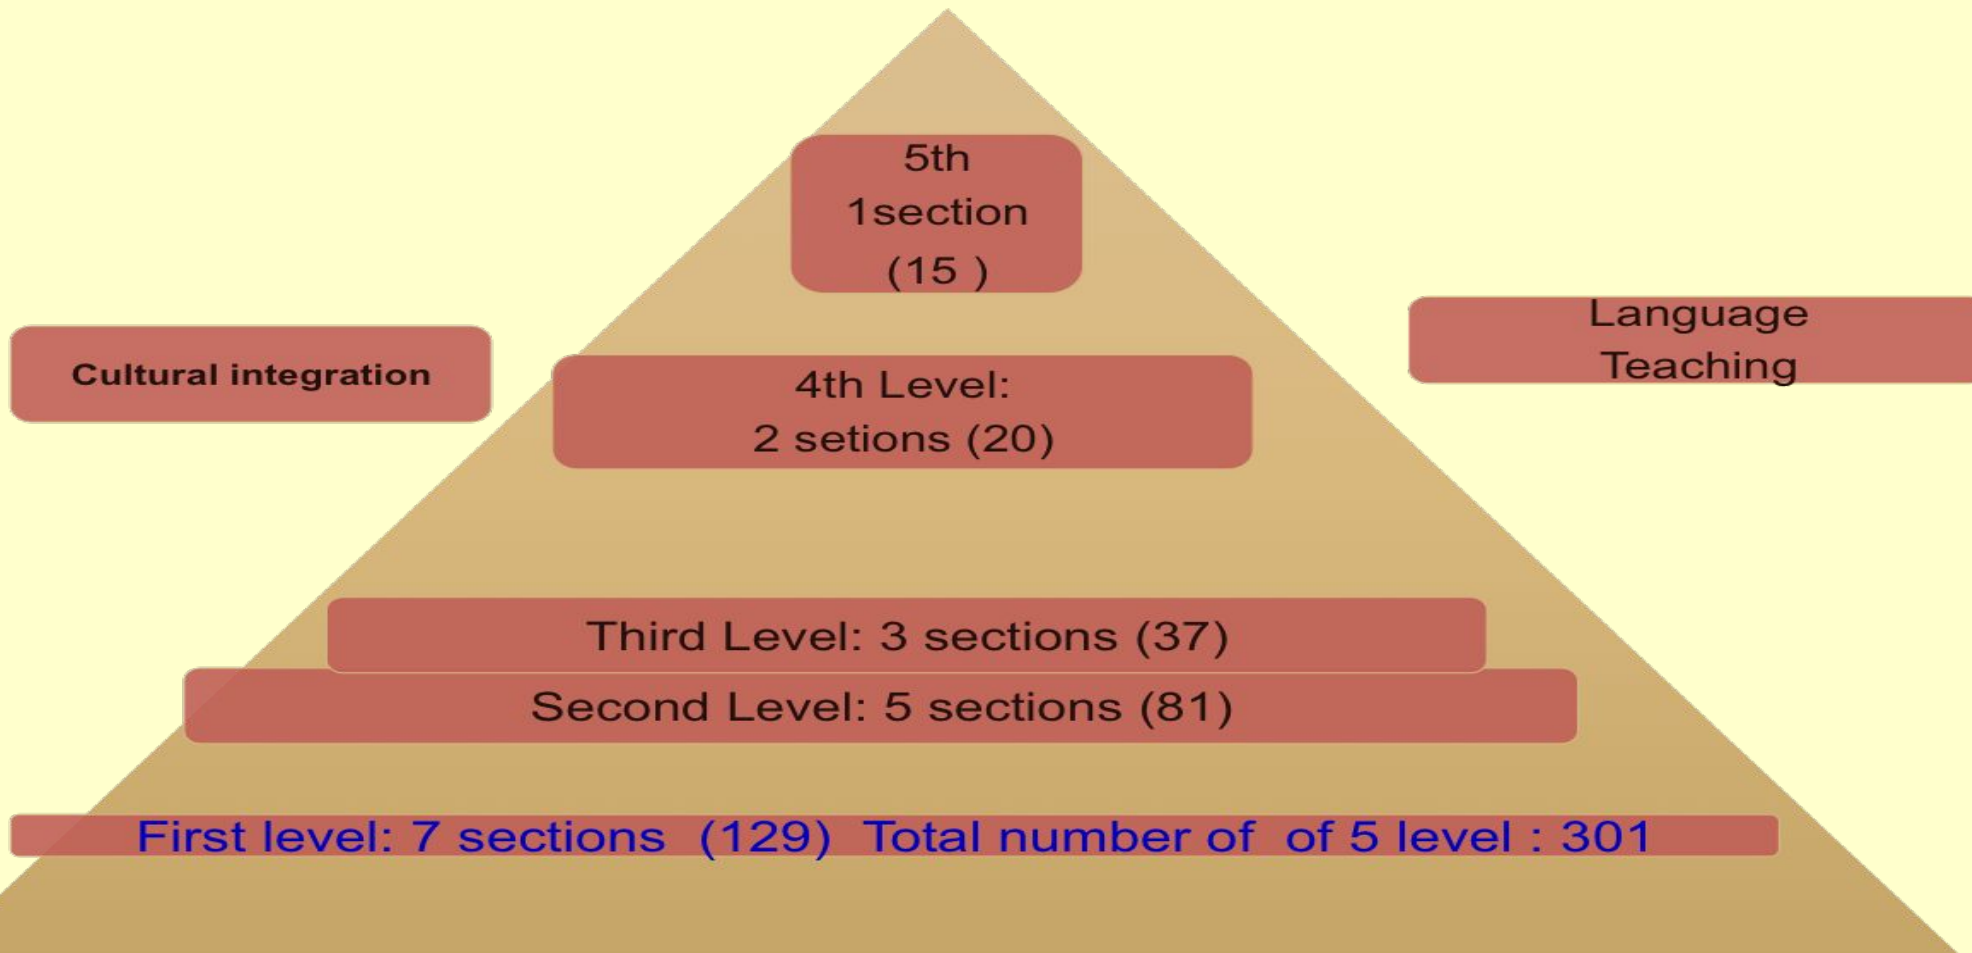 5th
1section
(15 )
Cultural integration
Language
Teaching
4th Level:
2 setions (20)
Third Level: 3 sections (37)
Second Level: 5 sections (81)
First level: 7 sections  (129)  Total number of  of 5 level : 301